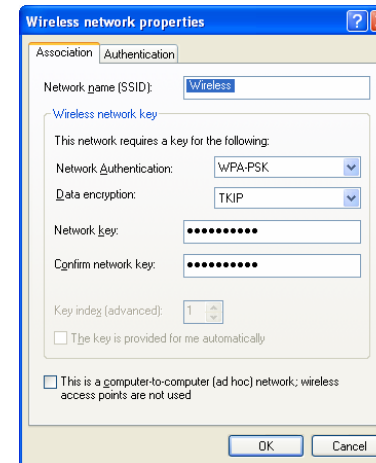 Wireless network properties
Association Authentication
Network name (SSID): Wireless
Wireless network key
This network requires a key for the following:
Network Authentication: WPA-PSK
Data encryption: TKIP
Network key: ●●●●●●●●●●
Confirm network key: ●●●●●●●●●●
Key index (advanced): 1
The key is provided for me automatically
This is a computer-to-computer (ad hoc) network; wireless
access points are not used
OK Cancel